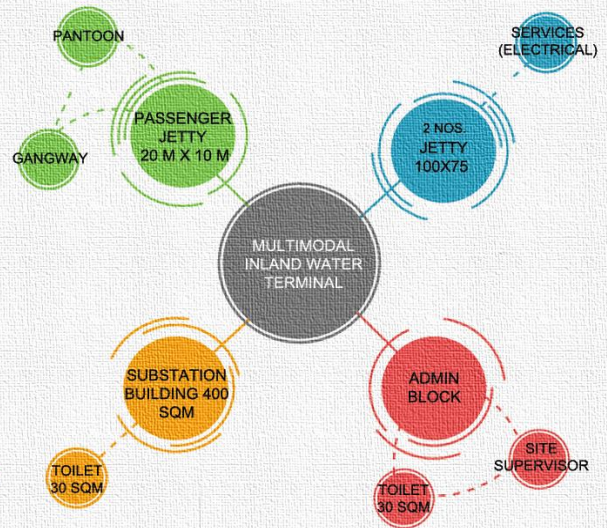 PANTOON
GANGWAY
PASSENGER
JETTY
20 M X 10 M
SERVICES
(ELECTRICAL)
2 NOS.
JETTY
100X75
MULTIMODAL
INLAND WATER
TERMINAL
SUBSTATION
BUILDING 400
SQM
TOILET
30 SQM
ADMIN
BLOCK
SITE
SUPERVISOR
TOILET
30 SQM